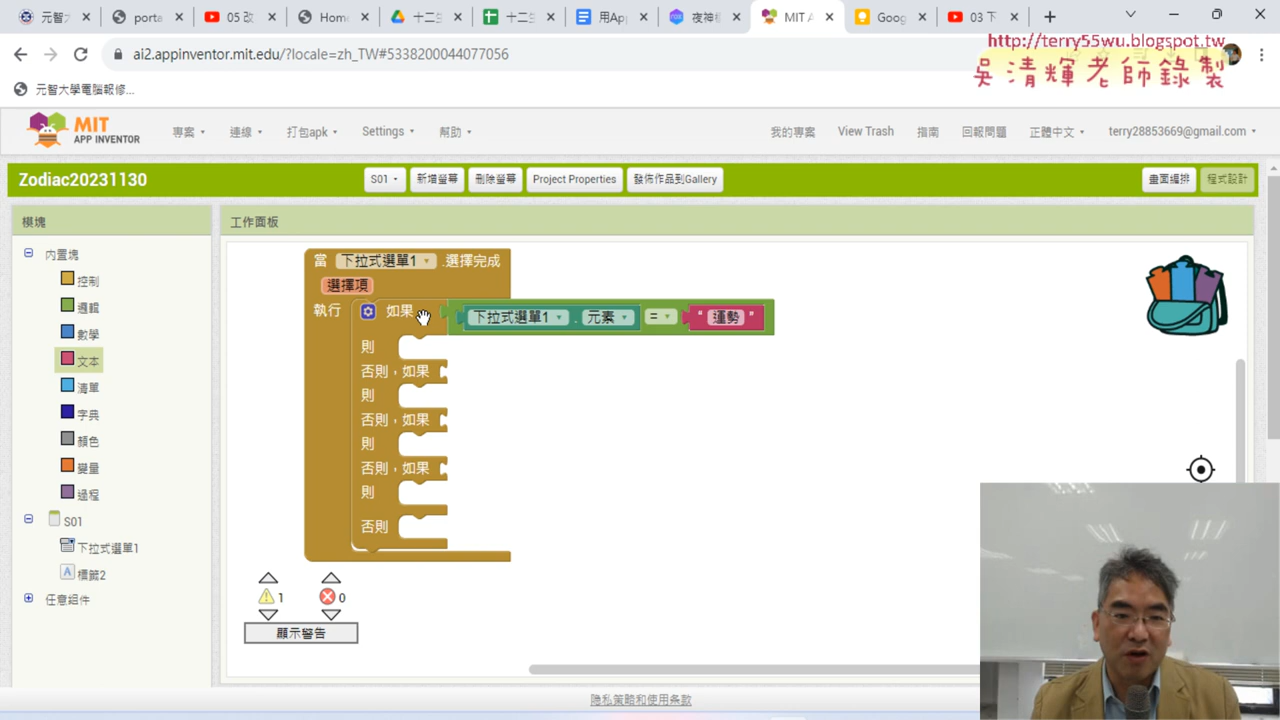 元智大
porta
05 改
Home
十二生
十二生
用Ap
夜神模
MIT A
Goog
03 下
ai2.appinventor.mit.edu/?locale=zh_TW#5338200044077056
http://terry55wu.blogspot.tw
吳清輝老師錄製
元智大學電腦報修...
MIT
APP INVENTOR
專案
連線
打包apk
Settings
幫助
我的專案
View Trash
指南
回報問題
正體中文
terry28853669@gmail.com
Zodiac20231130
S01
新增螢幕
刪除螢幕
Project Properties
發佈作品到Gallery
畫面編排
程式設計
模塊
工作面板
內置塊
控制
邏輯
數學
文本
清單
字典
顏色
變量
過程
S01
下拉式選單1
標籤2
任意組件
當 下拉式選單1 .選擇完成
選擇項
執行 如果 下拉式選單1 . 元素 = “ 運勢 ”
則
否則，如果
則
否則，如果
則
否則，如果
則
否則
1
0
顯示警告
隐私策略和使用条款